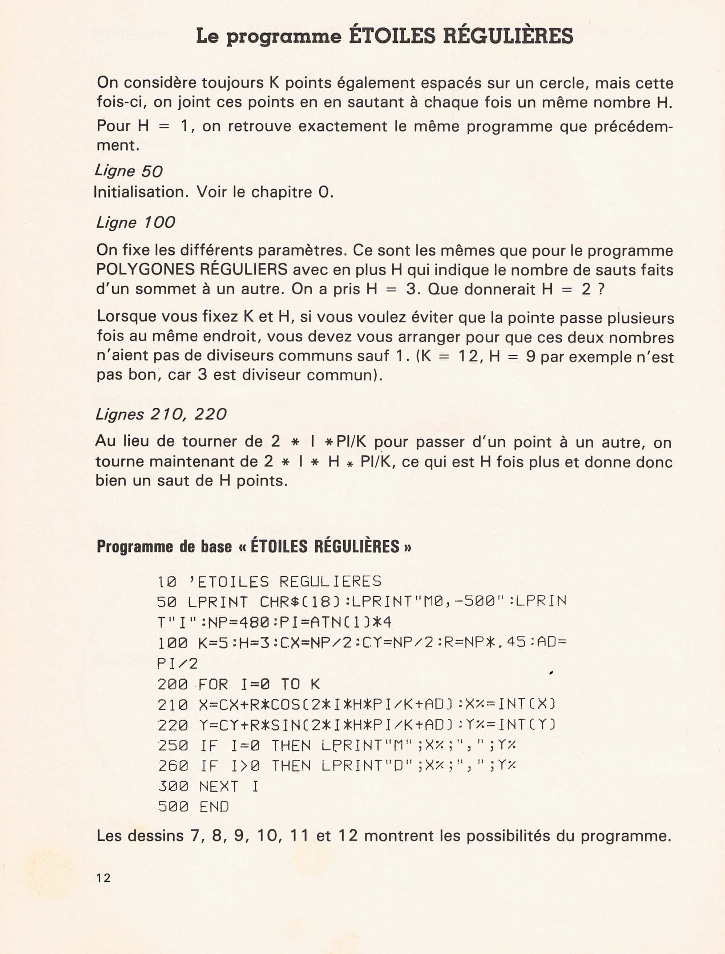 Le programme ÉTOILES RÉGULIÈRES
On considère toujours K points également espacés sur un cercle, mais cette
fois-ci, on joint ces points en en sautant à chaque fois un même nombre H.
Pour H = 1, on retrouve exactement le même programme que précédem-
ment.
Ligne 50
Initialisation. Voir le chapitre 0.
Ligne 100
On fixe les différents paramètres. Ce sont les mêmes que pour le programme
POLYGONES RÉGULIERS avec en plus H qui indique le nombre de sauts faits
d'un sommet à un autre. On a pris H = 3. Que donnerait H = 2 ?
Lorsque vous fixez K et H, si vous voulez éviter que la pointe passe plusieurs
fois au même endroit, vous devez vous arranger pour que ces deux nombres
n'aient pas de diviseurs communs sauf 1. (K = 12, H = 9 par exemple n'est
pas bon, car 3 est diviseur commun).
Lignes 210, 220
Au lieu de tourner de 2 * I *PI/K pour passer d'un point à un autre, on
tourne maintenant de 2 * I * H * PI/K, ce qui est H fois plus et donne donc
bien un saut de H points.
Programme de base « ÉTOILES RÉGULIÈRES »
10 'ETOILES REGULIERES
50 LPRINT CHR$(18):LPRINT"M0,-500":LPRIN
T"I":NP=480:PI=ATN(1)*4
100 K=5:H=3:CX=NP/2:CY=NP/2:R=NP*.45:AD=
PI/2
200 FOR I=0 TO K
210 X=CX+R*COS(2*I*H*PI/K+AD):X%=INT(X)
220 Y=CY+R*SIN(2*I*H*PI/K+AD):Y%=INT(Y)
250 IF I=0 THEN LPRINT"M";X%;",";Y%
260 IF I>0 THEN LPRINT"D";X%;",";Y%
300 NEXT I
500 END
Les dessins 7, 8, 9, 10, 11 et 12 montrent les possibilités du programme.
12